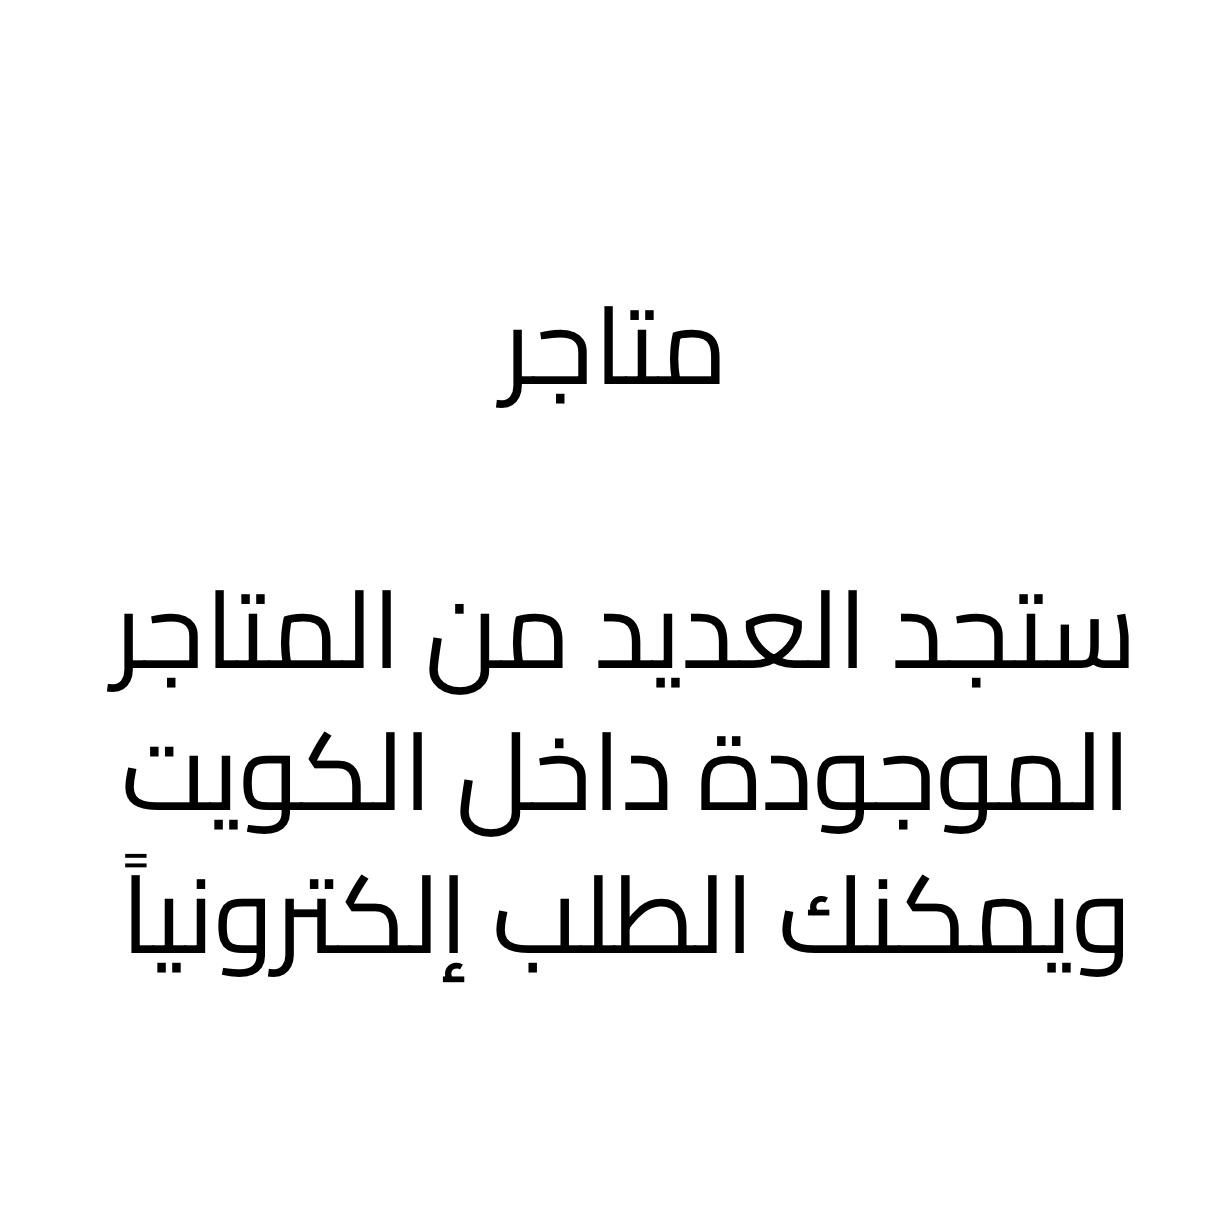 متاجر
ستجد العديد من المتاجر
الموجودة داخل الكويت
ويمكنك الطلب إلكترونياً